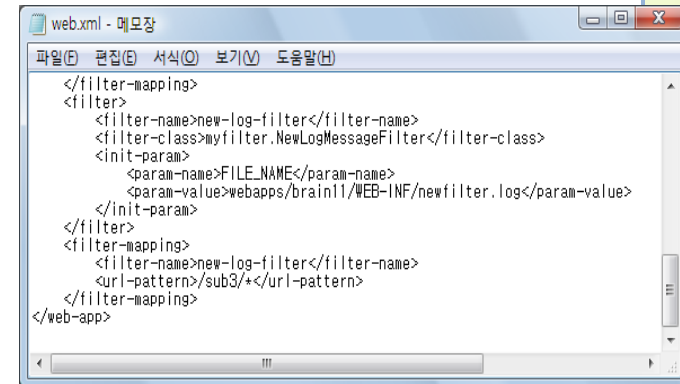 web.xml - 메모장
파일(F) 편집(E) 서식(O) 보기(V) 도움말(H)
</filter-mapping>
<filter>
<filter-name>new-log-filter</filter-name>
<filter-class>myfilter.NewLogMessageFilter</filter-class>
<init-param>
<param-name>FILE_NAME</param-name>
<param-value>webapps/brain11/WEB-INF/newfilter.log</param-value>
</init-param>
</filter>
<filter-mapping>
<filter-name>new-log-filter</filter-name>
<url-pattern>/sub3/*</url-pattern>
</filter-mapping>
</web-app>